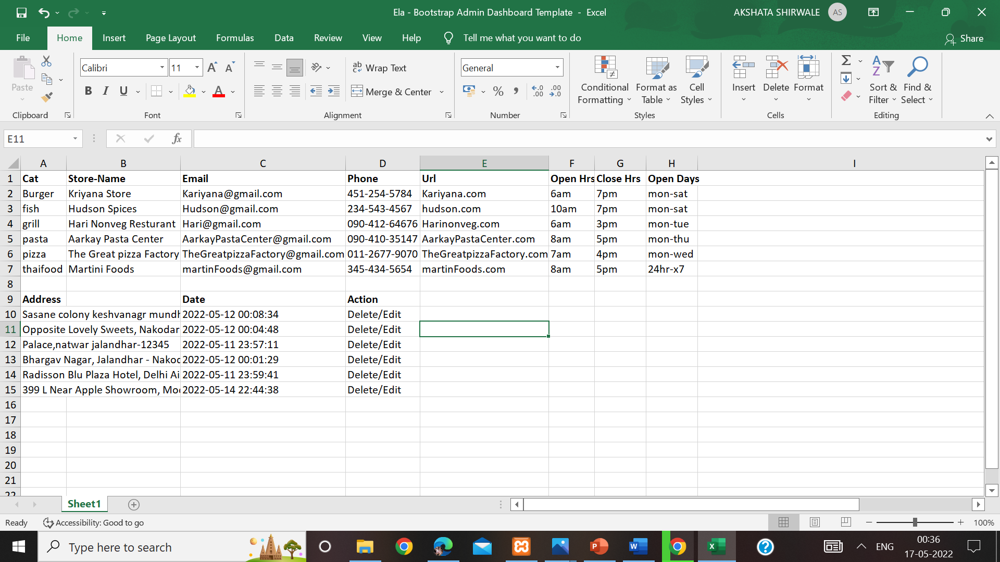 Ela - Bootstrap Admin Dashboard Template - Excel
AKSHATA SHIRWALE AS
File Home Insert Page Layout Formulas Data Review View Help Tell me what you want to do Share
Paste
Clipboard
Calibri 11
B I U A
Font
ab Wrap Text
Merge & Center
Alignment
General
% , .00 .00
Number
Conditional Formatting
Format as Table
Cell Styles
Styles
Insert
Delete
Format
Cells
Sort & Filter
Find & Select
Editing
E11 fx
A B C D E F G H I
1 Cat Store-Name Email Phone Url Open Hrs Close Hrs Open Days
2 Burger Kriyana Store Kariyana@gmail.com 451-254-5784 Kariyana.com 6am 7pm mon-sat
3 fish Hudson Spices Hudson@gmail.com 234-543-4567 hudson.com 10am 7pm mon-sat
4 grill Hari Nonveg Resturant Hari@gmail.com 090-412-64676 Harinonveg.com 6am 3pm mon-tue
5 pasta Aarkay Pasta Center AarkayPastaCenter@gmail.com 090-410-35147 AarkayPastaCenter.com 8am 5pm mon-thu
6 pizza The Great pizza Factory TheGreatpizzaFactory@gmail.com 011-2677-9070 TheGreatpizzaFactory.com 7am 4pm mon-wed
7 thaifood Martini Foods martinFoods@gmail.com 345-434-5654 martinFoods.com 8am 5pm 24hr-x7
8
9 Address Date Action
10 Sasane colony keshvanagr 2022-05-12 00:08:34 Delete/Edit
11 Opposite Lovely Sweets, Nakodar 2022-05-12 00:04:48 Delete/Edit
12 Palace,natwar jalandhar-12345 2022-05-11 23:57:11 Delete/Edit
13 Bhargav Nagar, Jalandhar - 2022-05-12 00:01:29 Delete/Edit
14 Radisson Blu Plaza Hotel, Delhi 2022-05-11 23:59:41 Delete/Edit
15 399 L Near Apple Showroom, 2022-05-14 22:44:38 Delete/Edit
16
17
18
19
20
21
22
Sheet1
Ready Accessibility: Good to go 100%
Type here to search ENG 00:36
17-05-2022